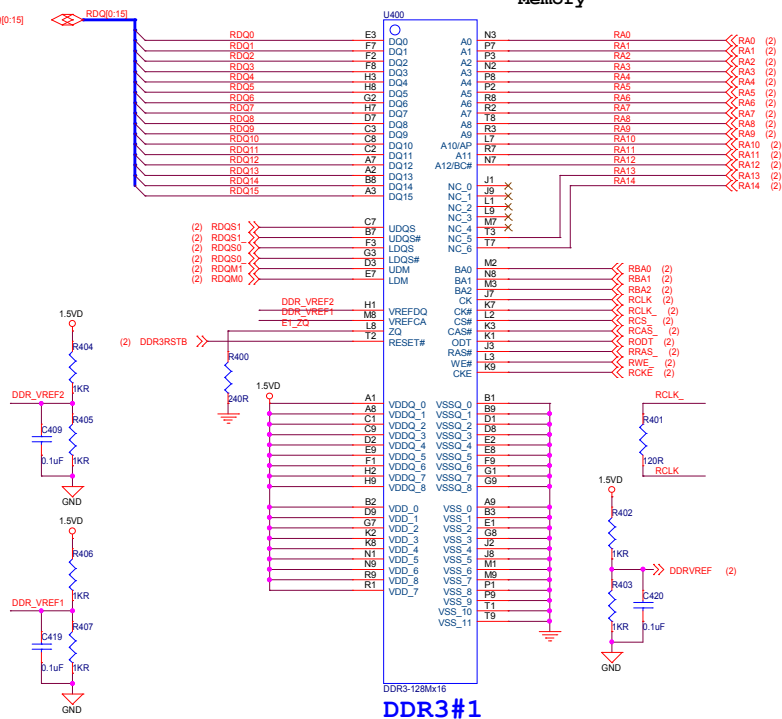 Memory
)[0:15]
RDQ[0:15]
U400
RDQ0 E3 DQ0 A0 N3 RA0 RA0 (2)
RDQ1 F7 DQ1 A1 P7 RA1 RA1 (2)
RDQ2 F2 DQ2 A2 P3 RA2 RA2 (2)
RDQ3 F8 DQ3 A3 N2 RA3 RA3 (2)
RDQ4 H3 DQ4 A4 P8 RA4 RA4 (2)
RDQ5 H8 DQ5 A5 P2 RA5 RA5 (2)
RDQ6 G2 DQ6 A6 R8 RA6 RA6 (2)
RDQ7 H7 DQ7 A7 R2 RA7 RA7 (2)
RDQ8 D7 DQ8 A8 T8 RA8 RA8 (2)
RDQ9 C3 DQ9 A9 R3 RA9 RA9 (2)
RDQ10 C8 DQ10 A10/AP L7 RA10 RA10 (2)
RDQ11 C2 DQ11 A11 R7 RA11 RA11 (2)
RDQ12 A7 DQ12 A12/BC# N7 RA12 RA12 (2)
RDQ13 A2 DQ13 RA13 RA13 (2)
RDQ14 B8 DQ14 NC_0 J1 RA14 RA14 (2)
RDQ15 A3 DQ15 NC_1 J9
NC_2 L1
NC_3 L9
NC_4 M7
(2) RDQS1 C7 UDQS NC_5 T3
(2) RDQS1_ B7 UDQS# NC_6 T7
(2) RDQS0 F3 LDQS
(2) RDQS0_ G3 LDQS#
(2) RDQM1 D3 UDM BA0 M2 RBA0 (2)
(2) RDQM0 E7 LDM BA1 N8 RBA1 (2)
BA2 M3 RBA2 (2)
CK J7 RCLK (2)
DDR_VREF2 H1 VREFDQ CK# K7 RCLK_ (2)
DDR_VREF1 M8 VREFCA CS# L2 RCS_ (2)
E1_ZQ L8 ZQ CAS# K3 RCAS_ (2)
(2) DDR3RSTB T2 RESET# ODT K1 RODT (2)
RAS# J3 RRAS_ (2)
WE# L3 RWE_ (2)
CKE K9 RCKE (2)
R400
240R
1.5VD
R404
1KR
DDR_VREF2
R405
C409
0.1uF
1KR
GND
1.5VD
A1 VDDQ_0 VSSQ_0 B1
A8 VDDQ_1 VSSQ_1 B9
C1 VDDQ_2 VSSQ_2 D1
C9 VDDQ_3 VSSQ_3 D8
D2 VDDQ_4 VSSQ_4 E2
E9 VDDQ_5 VSSQ_5 E8
F1 VDDQ_6 VSSQ_6 F9
H2 VDDQ_7 VSSQ_7 G1
H9 VDDQ_8 VSSQ_8 G9
B2 VDD_0 VSS_0 A9
D9 VDD_1 VSS_1 B3
G7 VDD_2 VSS_2 E1
K2 VDD_3 VSS_3 G8
K8 VDD_4 VSS_4 J2
N1 VDD_5 VSS_5 J8
N9 VDD_6 VSS_6 M1
R9 VDD_8 VSS_7 M9
R1 VDD_7 VSS_8 P1
VSS_9 P9
VSS_10 T1
VSS_11 T9
RCLK_
R401
120R
RCLK
1.5VD
R402
1KR
DDRVREF (2)
R403
C420
1KR
0.1uF
GND
1.5VD
R406
1KR
DDR_VREF1
R407
C419
0.1uF
1KR
GND
DDR3-128Mx16
DDR3#1